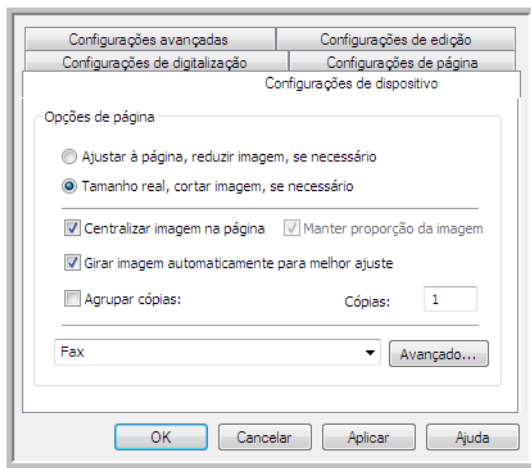 Configurações avançadas Configurações de edição
Configurações de digitalização Configurações de página
Configurações de dispositivo
Opções de página
Ajustar à página, reduzir imagem, se necessário
Tamanho real, cortar imagem, se necessário
Centralizar imagem na página Manter proporção da imagem
Girar imagem automaticamente para melhor ajuste
Agrupar cópias: Cópias: 1
Fax Avançado...
OK Cancelar Aplicar Ajuda